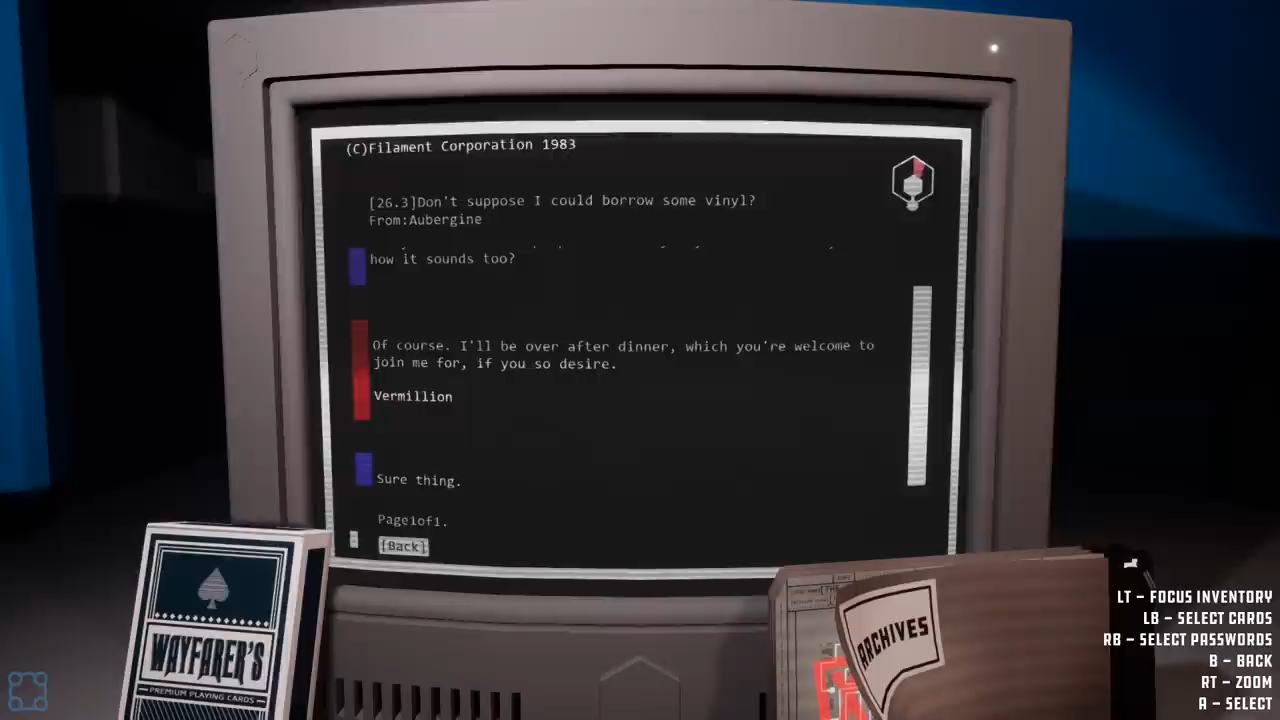 (C)Filament Corporation 1983
[26.3]Don't suppose I could borrow some vinyl?
From:Aubergine
how it sounds too?
Of course. I'll be over after dinner, which you're welcome to
join me for, if you so desire.
Vermillion
Sure thing.
Page1of1.
[Back]
WAYFARER'S
PREMIUM PLAYING CARDS
ARCHIVES
LT – FOCUS INVENTORY
LB – SELECT CARDS
RB – SELECT PASSWORDS
B – BACK
RT – ZOOM
A – SELECT